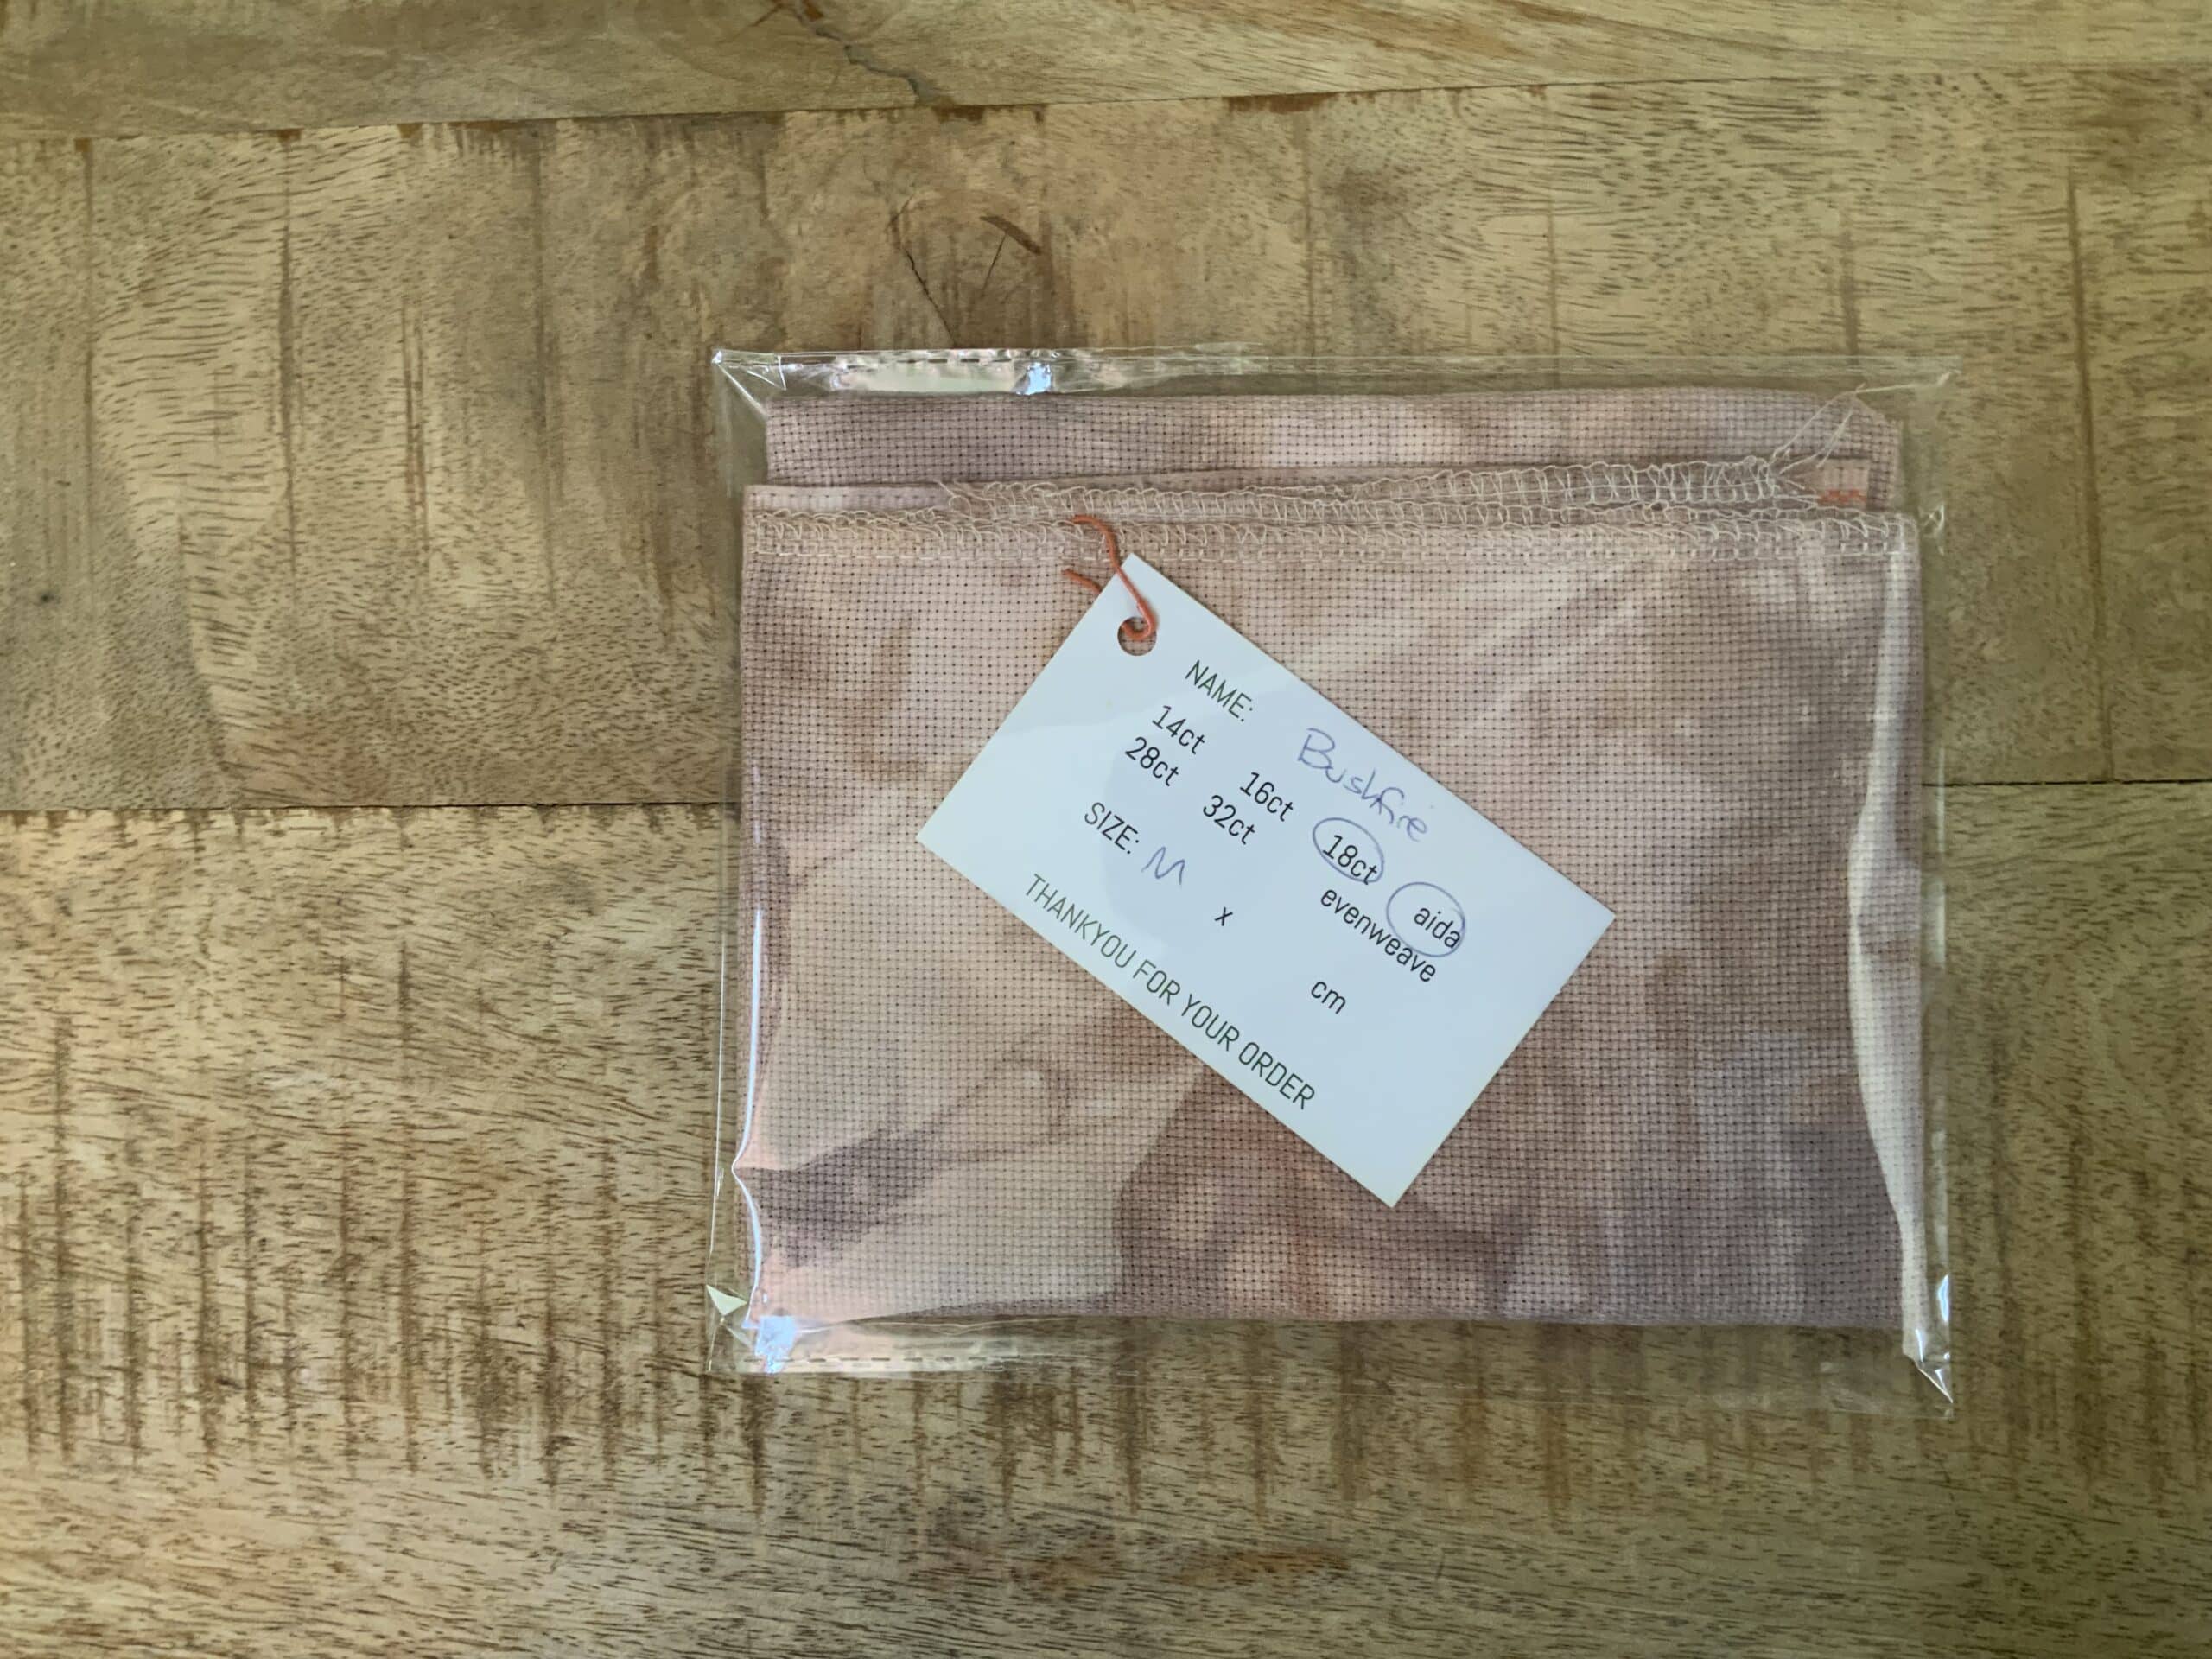 NAME: Bushfire
14ct 16ct 18ct aida
28ct 32ct evenweave
SIZE: M x cm
THANKYOU FOR YOUR ORDER